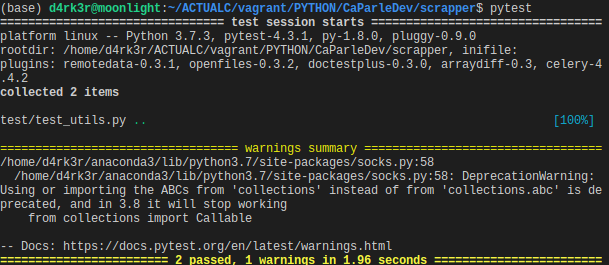 (base) d4rk3r@moonlight:~/ACTUALC/vagrant/PYTHON/CaParleDev/scrapper$ pytest
============================= test session starts ==============================
platform linux -- Python 3.7.3, pytest-4.3.1, py-1.8.0, pluggy-0.9.0
rootdir: /home/d4rk3r/ACTUALC/vagrant/PYTHON/CaParleDev/scrapper, inifile:
plugins: remotedata-0.3.1, openfiles-0.3.2, doctestplus-0.3.0, arraydiff-0.3, celery-4
.4.2
collected 2 items
test/test_utils.py .. [100%]
=============================== warnings summary ===============================
/home/d4rk3r/anaconda3/lib/python3.7/site-packages/socks.py:58
  /home/d4rk3r/anaconda3/lib/python3.7/site-packages/socks.py:58: DeprecationWarning:
Using or importing the ABCs from 'collections' instead of from 'collections.abc' is de
precated, and in 3.8 it will stop working
    from collections import Callable
-- Docs: https://docs.pytest.org/en/latest/warnings.html
===================== 2 passed, 1 warnings in 1.96 seconds =====================